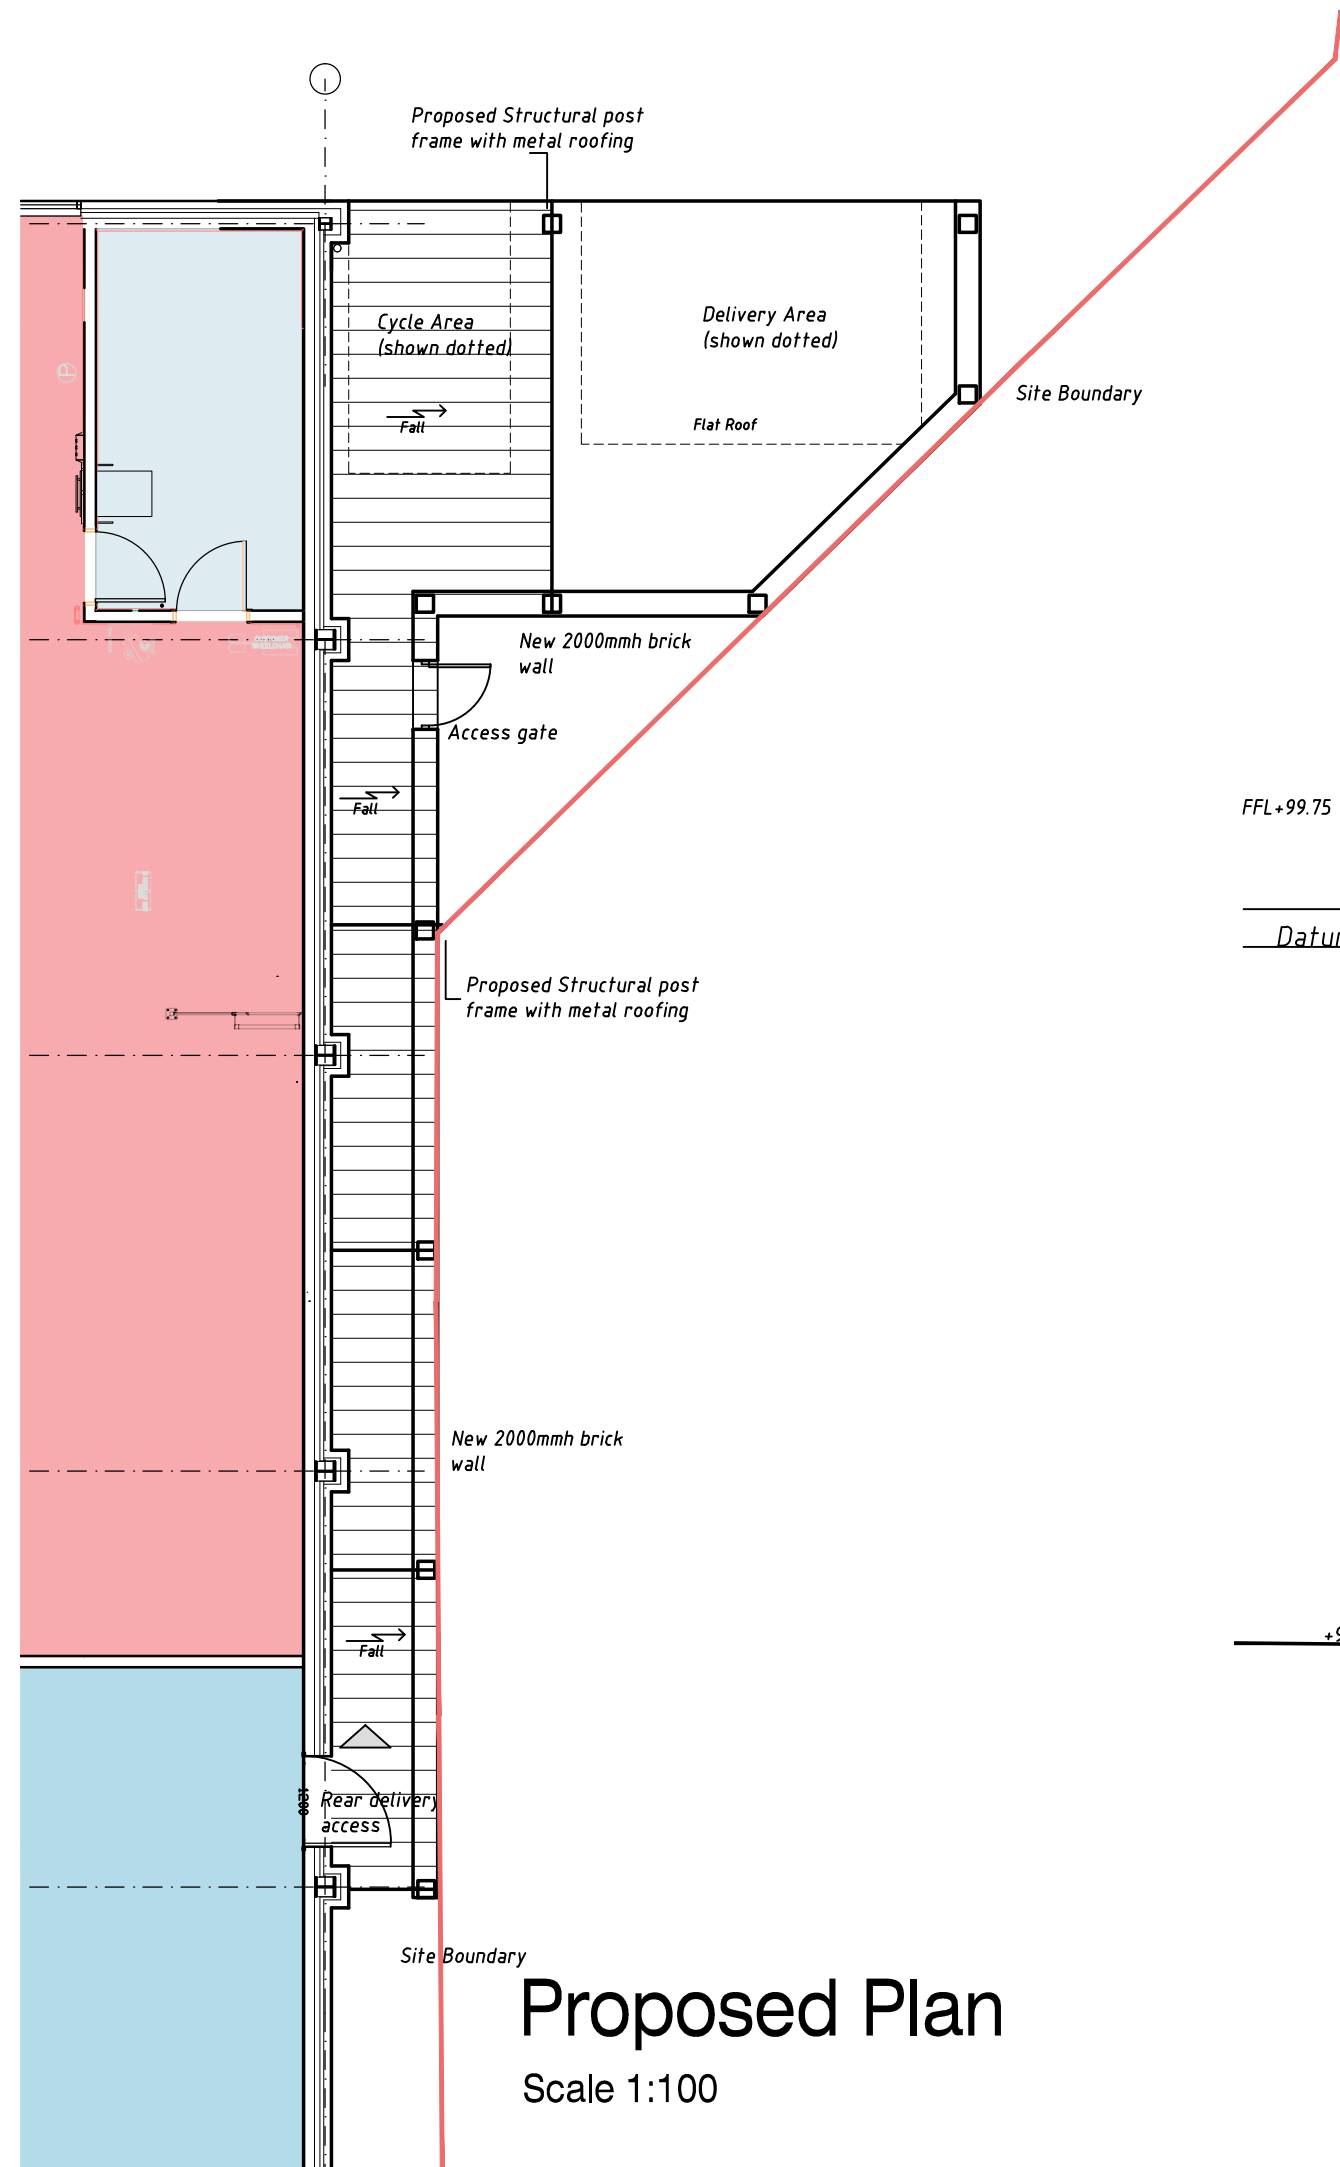 Proposed Structural post
frame with metal roofing
Cycle Area
(shown dotted)
Delivery Area
(shown dotted)
Fall
Flat Roof
Site Boundary
P
New 2000mmh brick
wall
Access gate
Fall
FFL+99.75
Proposed Structural post
frame with metal roofing
New 2000mmh brick
wall
Fall
1200
Rear delivery
access
Site Boundary
Proposed Plan
Scale 1:100